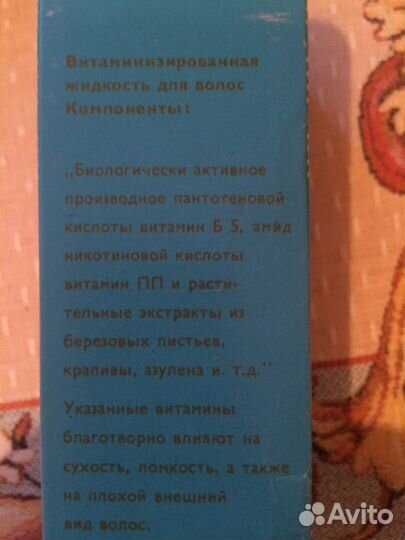 Витаминизированная
жидкость для волос
Компоненты:
„Биологически активное
производное пантотеновой
кислоты витамин Б 5, амид
никотиновой кислоты
витамин ПП и расти-
тельные экстракты из
березовых листьев,
крапивы, азулена и. т.д.”
Указанные витамины
благотворно влияют на
сухость, ломкость, а также
на плохой внешний
вид волос.
Avito